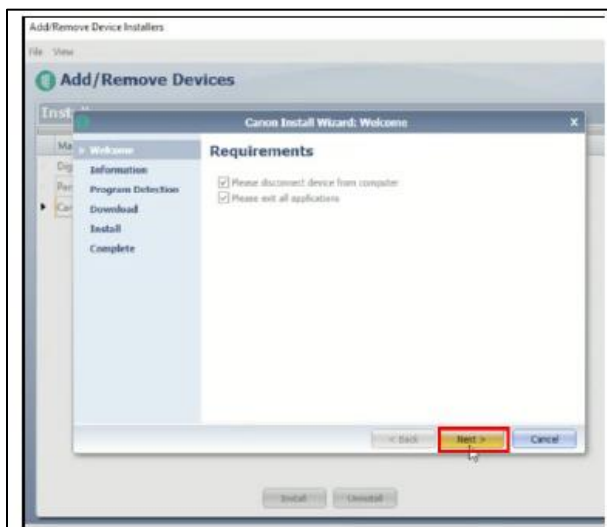 Add/Remove Device Installers
File View
Add/Remove Devices
Canon Install Wizard: Welcome X
Welcome
Information
Program Detection
Download
Install
Complete
Requirements
Please disconnect device from computer
Please exit all applications
< Back Next > Cancel
Install Uninstall